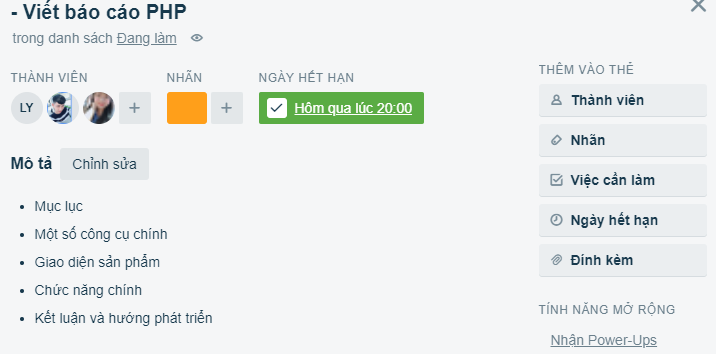 - Viết báo cáo PHP
trong danh sách Đang làm
THÀNH VIÊN
LY
NHÃN
NGÀY HẾT HẠN
Hôm qua lúc 20:00
Mô tả
Chỉnh sửa
• Mục lục
• Một số công cụ chính
• Giao diện sản phẩm
• Chức năng chính
• Kết luận và hướng phát triển
THÊM VÀO THẺ
Thành viên
Nhãn
Việc cần làm
Ngày hết hạn
Đính kèm
TÍNH NĂNG MỞ RỘNG
Nhận Power-Ups